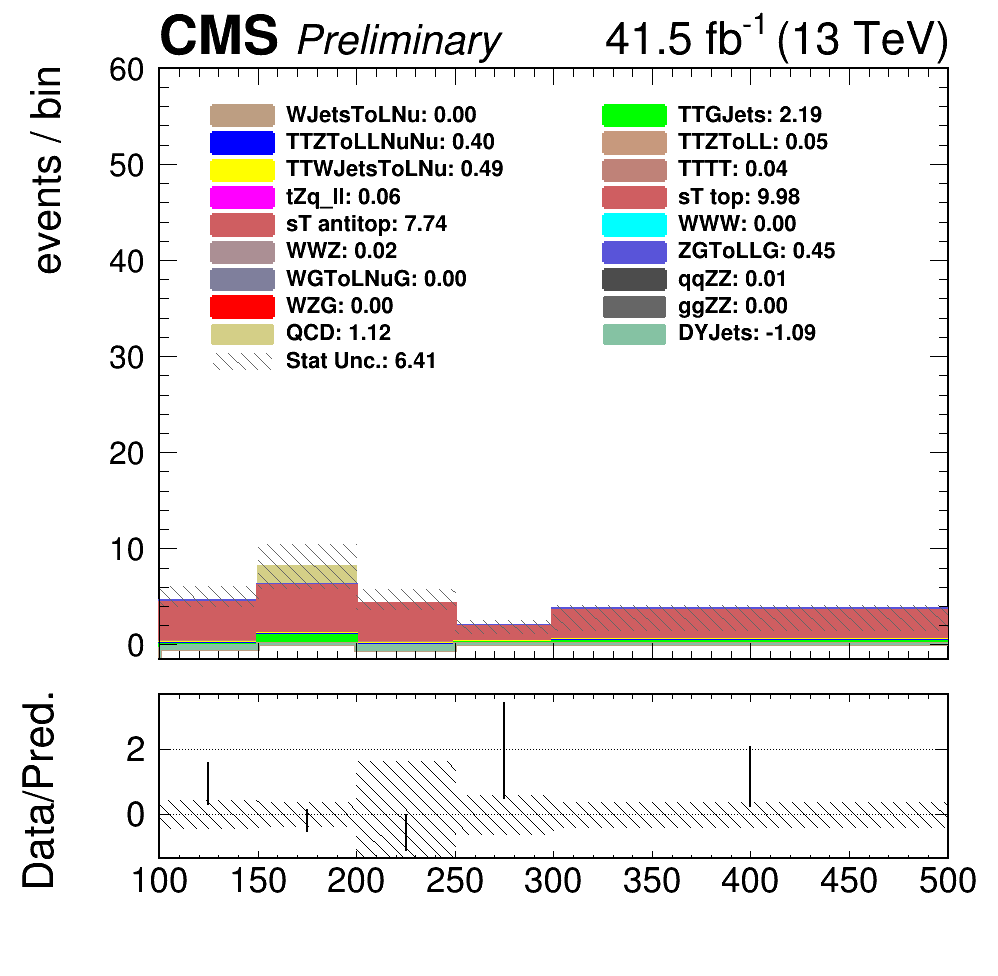 CMS Preliminary 41.5 fb-1 (13 TeV)
events / bin
60
50
40
30
20
10
0
WJetsToLNu: 0.00
TTZToLLNuNu: 0.40
TTWJetsToLNu: 0.49
tZq_ll: 0.06
sT antitop: 7.74
WWZ: 0.02
WGToLNuG: 0.00
WZG: 0.00
QCD: 1.12
Stat Unc.: 6.41
TTGJets: 2.19
TTZToLL: 0.05
TTTT: 0.04
sT top: 9.98
WWW: 0.00
ZGToLLG: 0.45
qqZZ: 0.01
ggZZ: 0.00
DYJets: -1.09
Data/Pred.
2
0
100 150 200 250 300 350 400 450 500